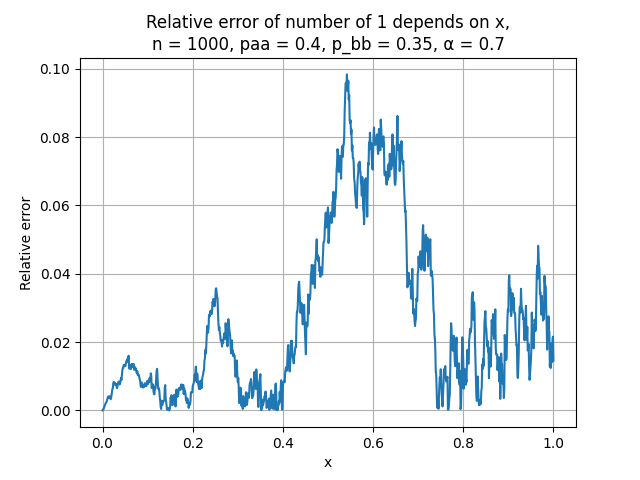 Relative error of number of 1 depends on x,
n = 1000, paa = 0.4, p_bb = 0.35, α = 0.7
0.10
0.08
0.06
0.04
0.02
0.00
Relative error
0.0 0.2 0.4 0.6 0.8 1.0
x